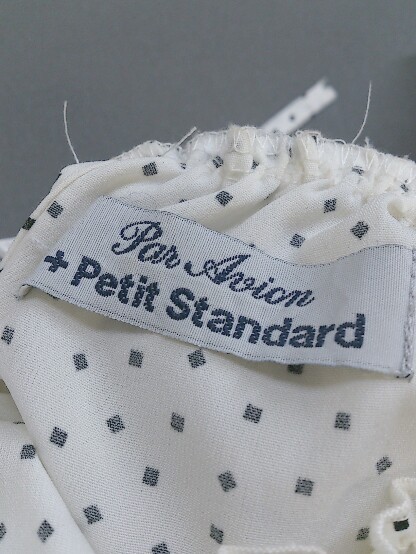 Par Avion
+ Petit Standard